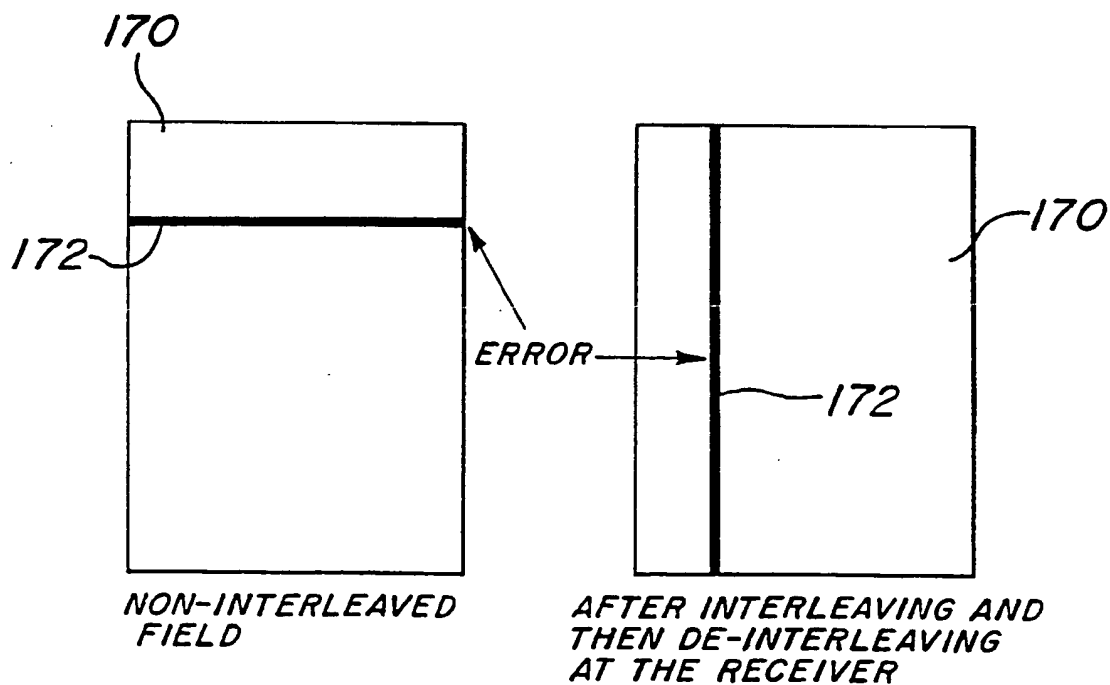 170
172
ERROR
170
172
NON-INTERLEAVED
FIELD
AFTER INTERLEAVING AND
THEN DE-INTERLEAVING
AT THE RECEIVER